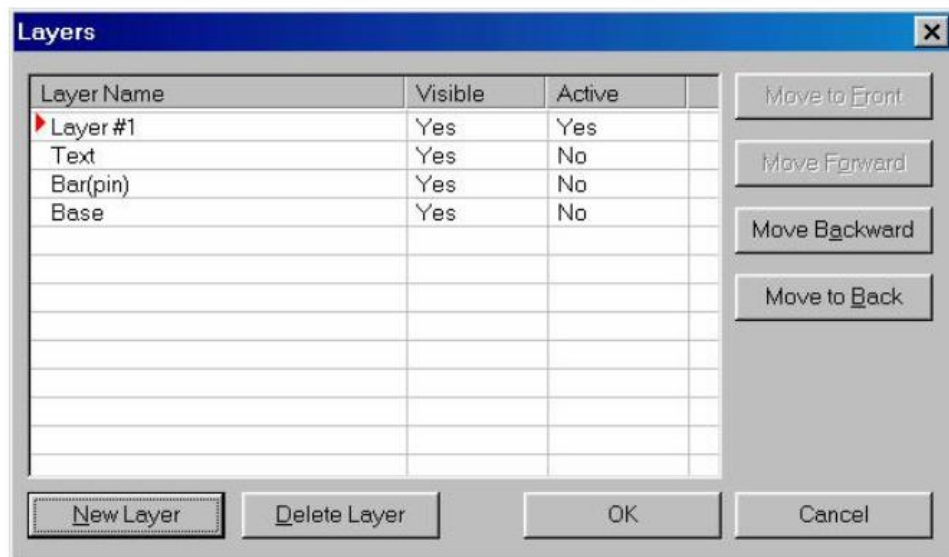 Layers
Layer Name Visible Active
Layer #1 Yes Yes
Text Yes No
Bar(pin) Yes No
Base Yes No
Move to Front
Move Forward
Move Backward
Move to Back
New Layer Delete Layer OK Cancel